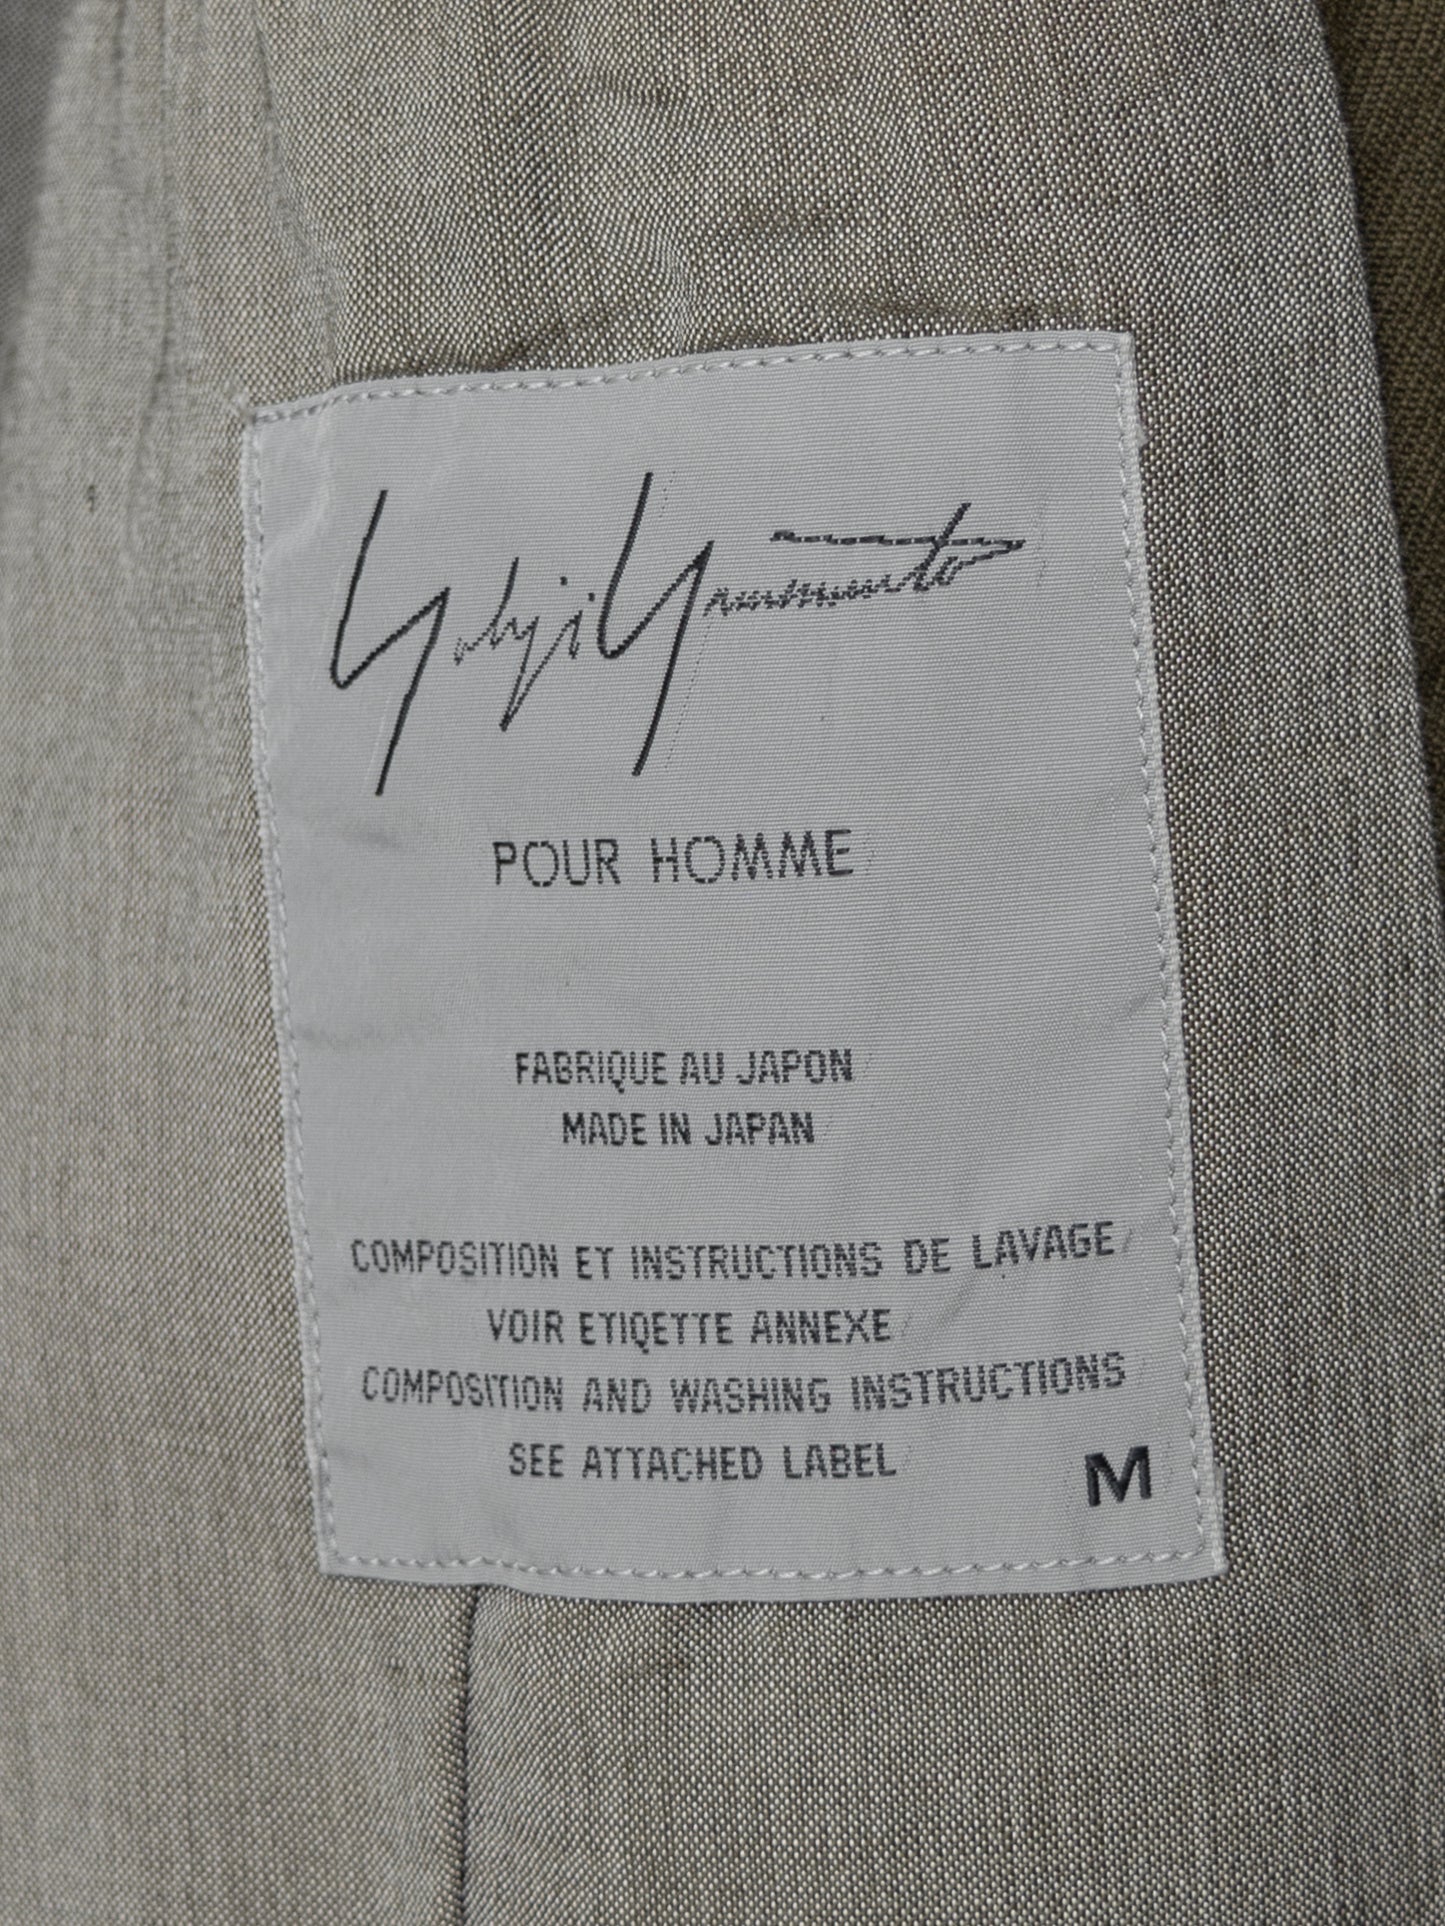 Yohji Yamamoto
POUR HOMME
FABRIQUE AU JAPON
MADE IN JAPAN
COMPOSITION ET INSTRUCTIONS DE LAVAGE
VOIR ETIQETTE ANNEXE
COMPOSITION AND WASHING INSTRUCTIONS
SEE ATTACHED LABEL
M